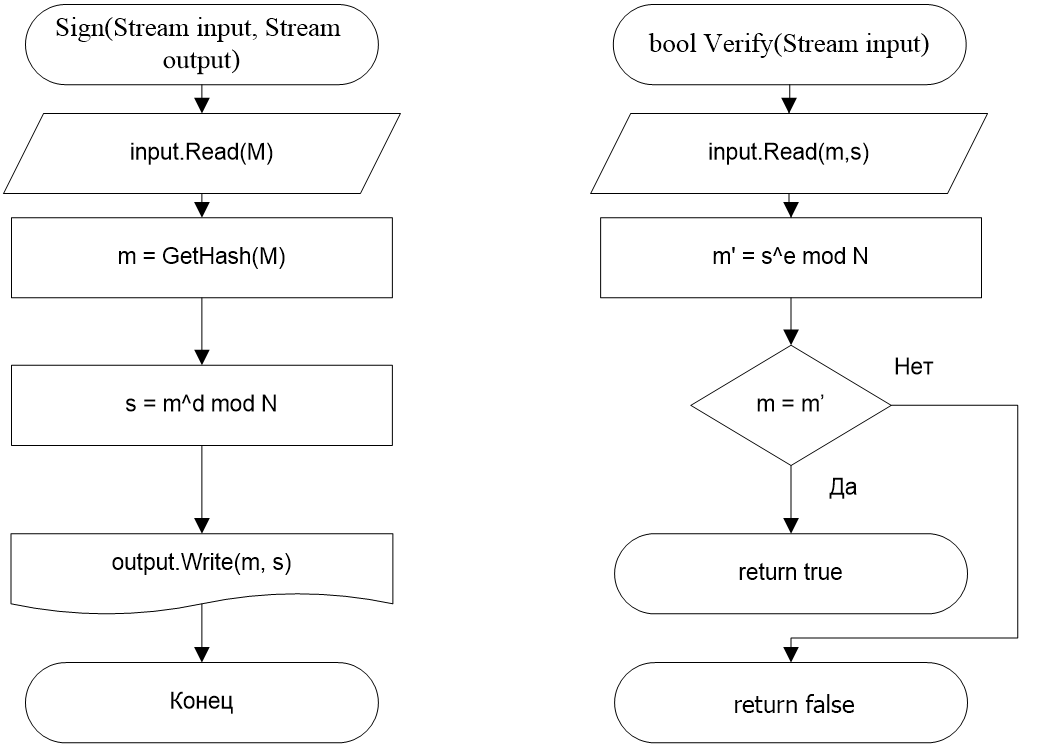 Sign(Stream input, Stream
output)
input.Read(M)
m = GetHash(M)
s = m^d mod N
output.Write(m, s)
Конец
bool Verify(Stream input)
input.Read(m,s)
m' = s^e mod N
m = m’
Нет
Да
return true
return false